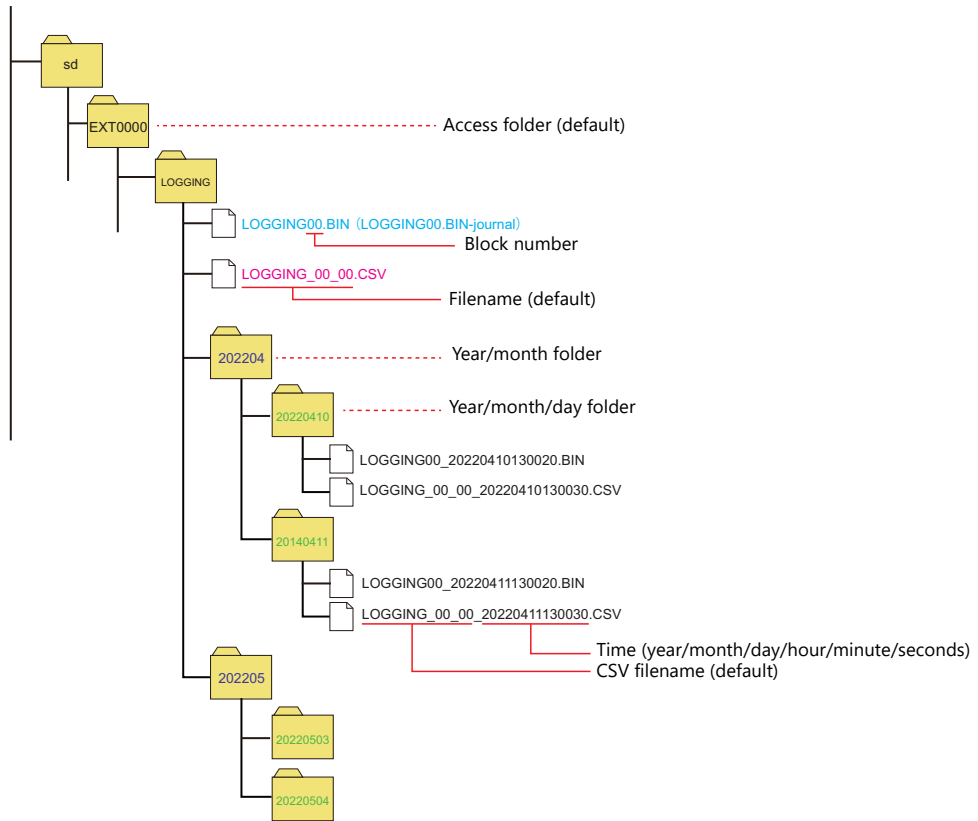 sd
EXT0000
Access folder (default)
LOGGING
LOGGING00.BIN (LOGGING00.BIN-journal)
Block number
LOGGING_00_00.CSV
Filename (default)
202204
Year/month folder
20220410
Year/month/day folder
LOGGING00_20220410130020.BIN
LOGGING_00_00_20220410130030.CSV
20140411
LOGGING00_20220411130020.BIN
LOGGING_00_00_20220411130030.CSV
Time (year/month/day/hour/minute/seconds)
CSV filename (default)
202205
20220503
20220504